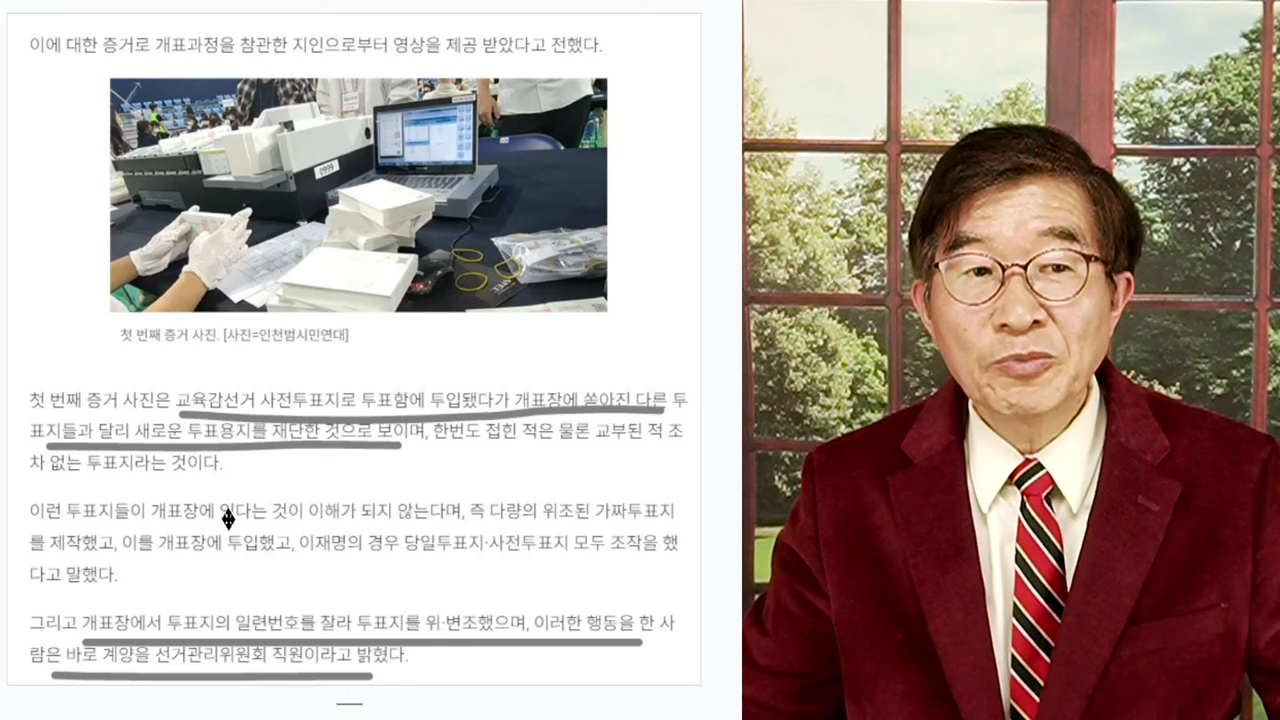 이에 대한 증거로 개표과정을 참관한 지인으로부터 영상을 제공 받았다고 전했다.
0999
첫 번째 증거 사진. [사진=인천범시민연대]
첫 번째 증거 사진은 교육감선거 사전투표지로 투표함에 투입됐다가 개표장에 쏟아진 다른 투
표지들과 달리 새로운 투표용지를 재단한 것으로 보이며, 한번도 접힌 적은 물론 교부된 적 조
차 없는 투표지라는 것이다.
이런 투표지들이 개표장에 있다는 것이 이해가 되지 않는다며, 즉 다량의 위조된 가짜투표지
를 제작했고, 이를 개표장에 투입했고, 이재명의 경우 당일투표지·사전투표지 모두 조작을 했
다고 말했다.
그리고 개표장에서 투표지의 일련번호를 잘라 투표지를 위·변조했으며, 이러한 행동을 한 사
람은 바로 계양을 선거관리위원회 직원이라고 밝혔다.